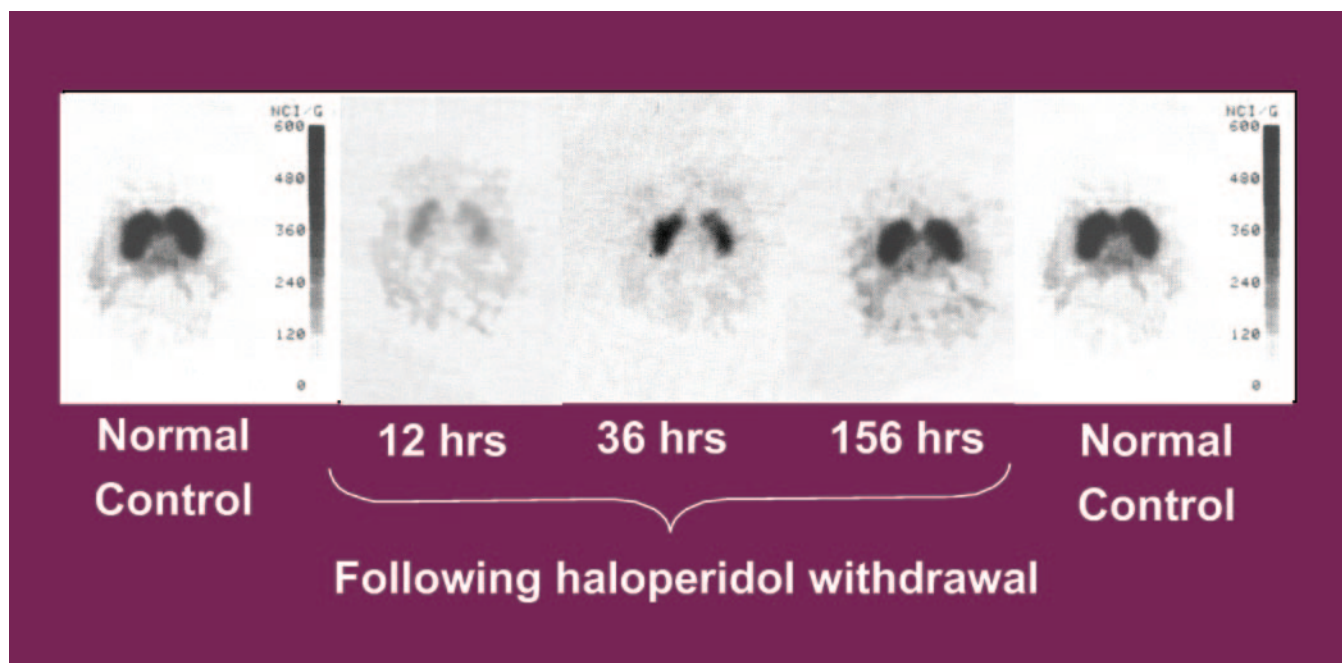 NCI/G
600
480
360
240
120
0
NCI/G
600
480
360
240
120
0
Normal
Control
12 hrs
36 hrs
156 hrs
Normal
Control
Following haloperidol withdrawal